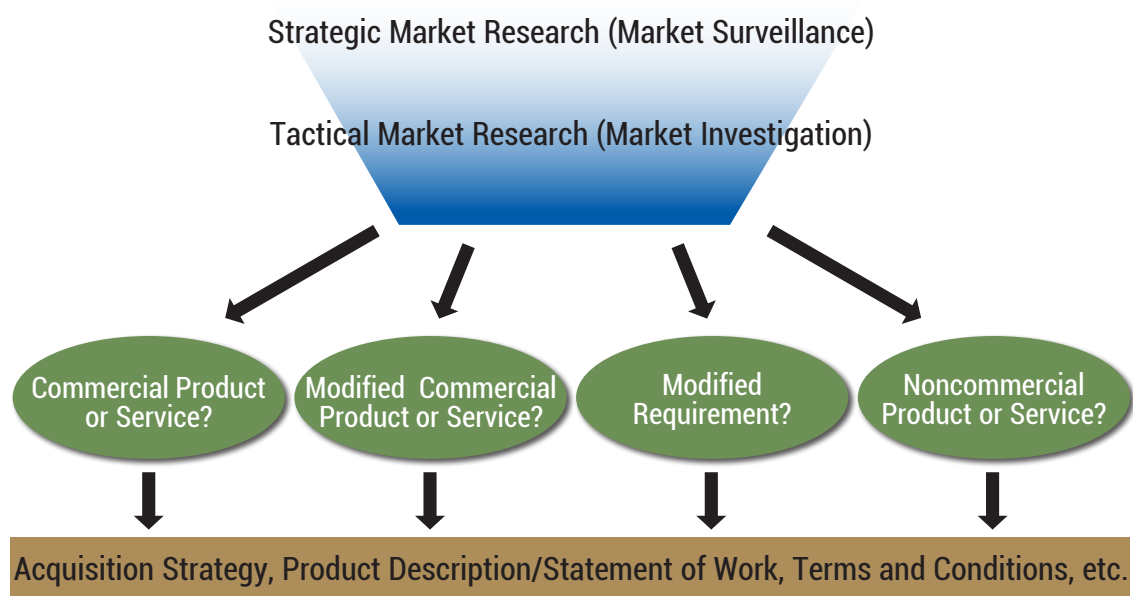 Strategic Market Research (Market Surveillance)
Tactical Market Research (Market Investigation)
Commercial Product
or Service?
Modified Commercial
Product or Service?
Modified
Requirement?
Noncommercial
Product or Service?
Acquisition Strategy, Product Description/Statement of Work, Terms and Conditions, etc.